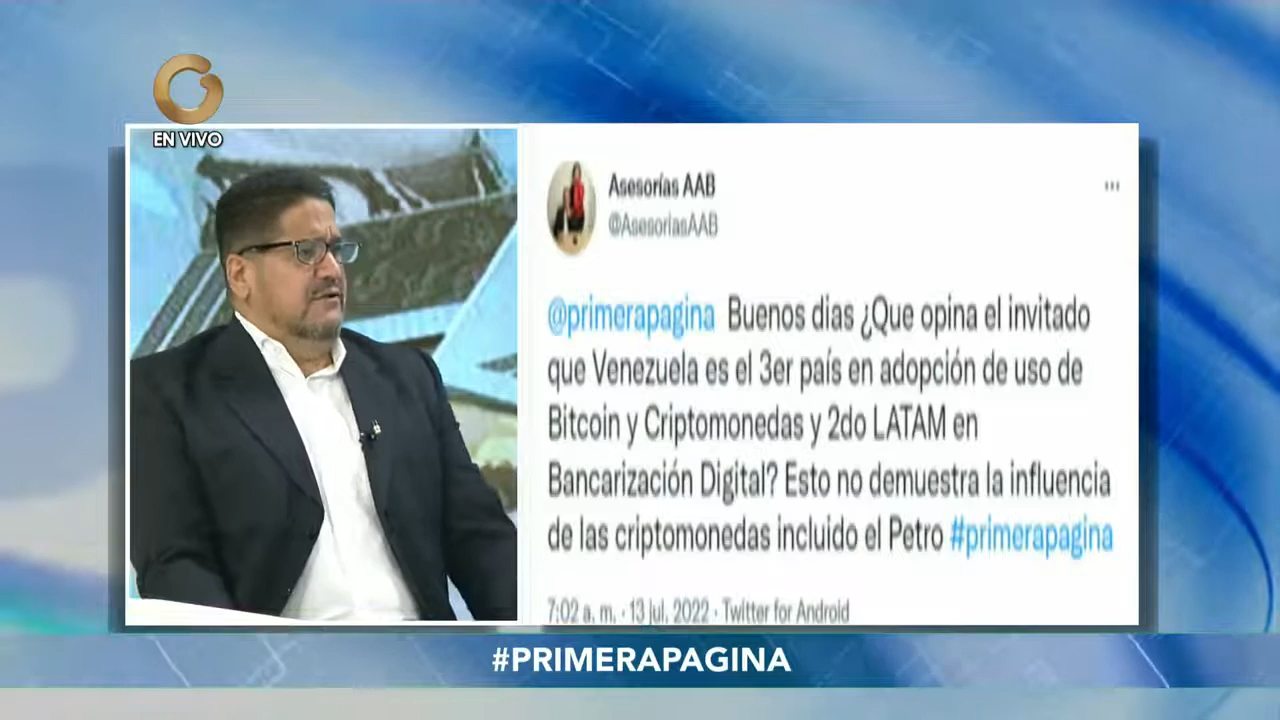 EN VIVO
Asesorías AAB
@AsesoriasAAB
@primerapagina Buenos dias ¿Que opina el invitado
que Venezuela es el 3er país en adopción de uso de
Bitcoin y Criptomonedas y 2do LATAM en
Bancarización Digital? Esto no demuestra la influencia
de las criptomonedas incluido el Petro #primerapagina
7:02 a. m. · 13 jul. 2022 · Twitter for Android
#PRIMERAPAGINA